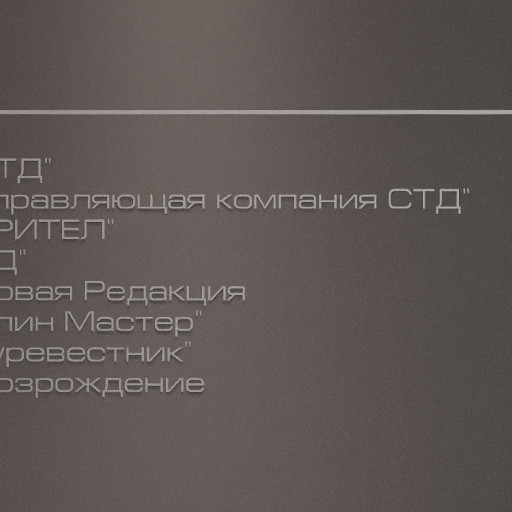 ТД"
правляющая компания СТД"
РИТЕЛ"
Д"
овая Редакция
лин Мастер"
уревестник"
озрождение